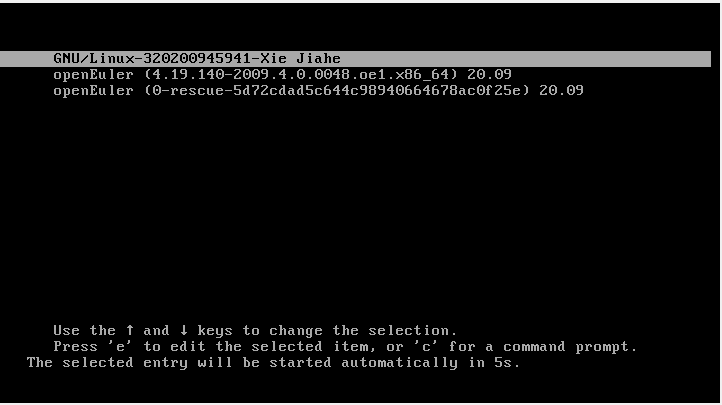 GNU/Linux-320200945941-Xie Jiahe
openEuler (4.19.140-2009.4.0.0048.oe1.x86_64) 20.09
openEuler (0-rescue-5d72cdad5c644c98940664678ac0f25e) 20.09
Use the ↑ and ↓ keys to change the selection.
Press 'e' to edit the selected item, or 'c' for a command prompt.
The selected entry will be started automatically in 5s.